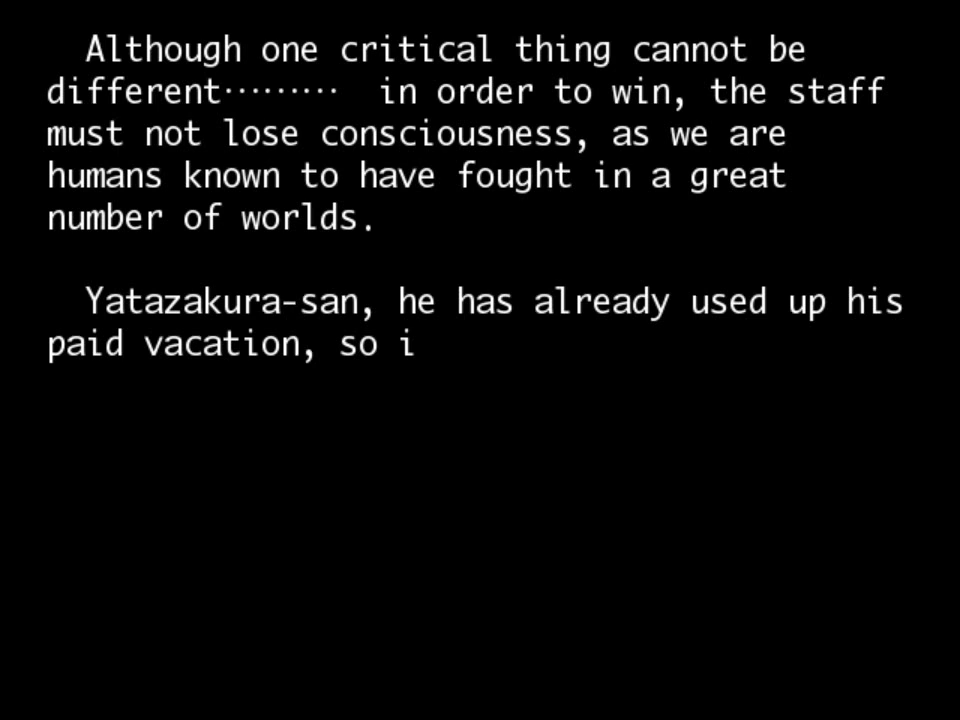 Although one critical thing cannot be
different……… in order to win, the staff
must not lose consciousness, as we are
humans known to have fought in a great
number of worlds.
Yatazakura-san, he has already used up his
paid vacation, so i